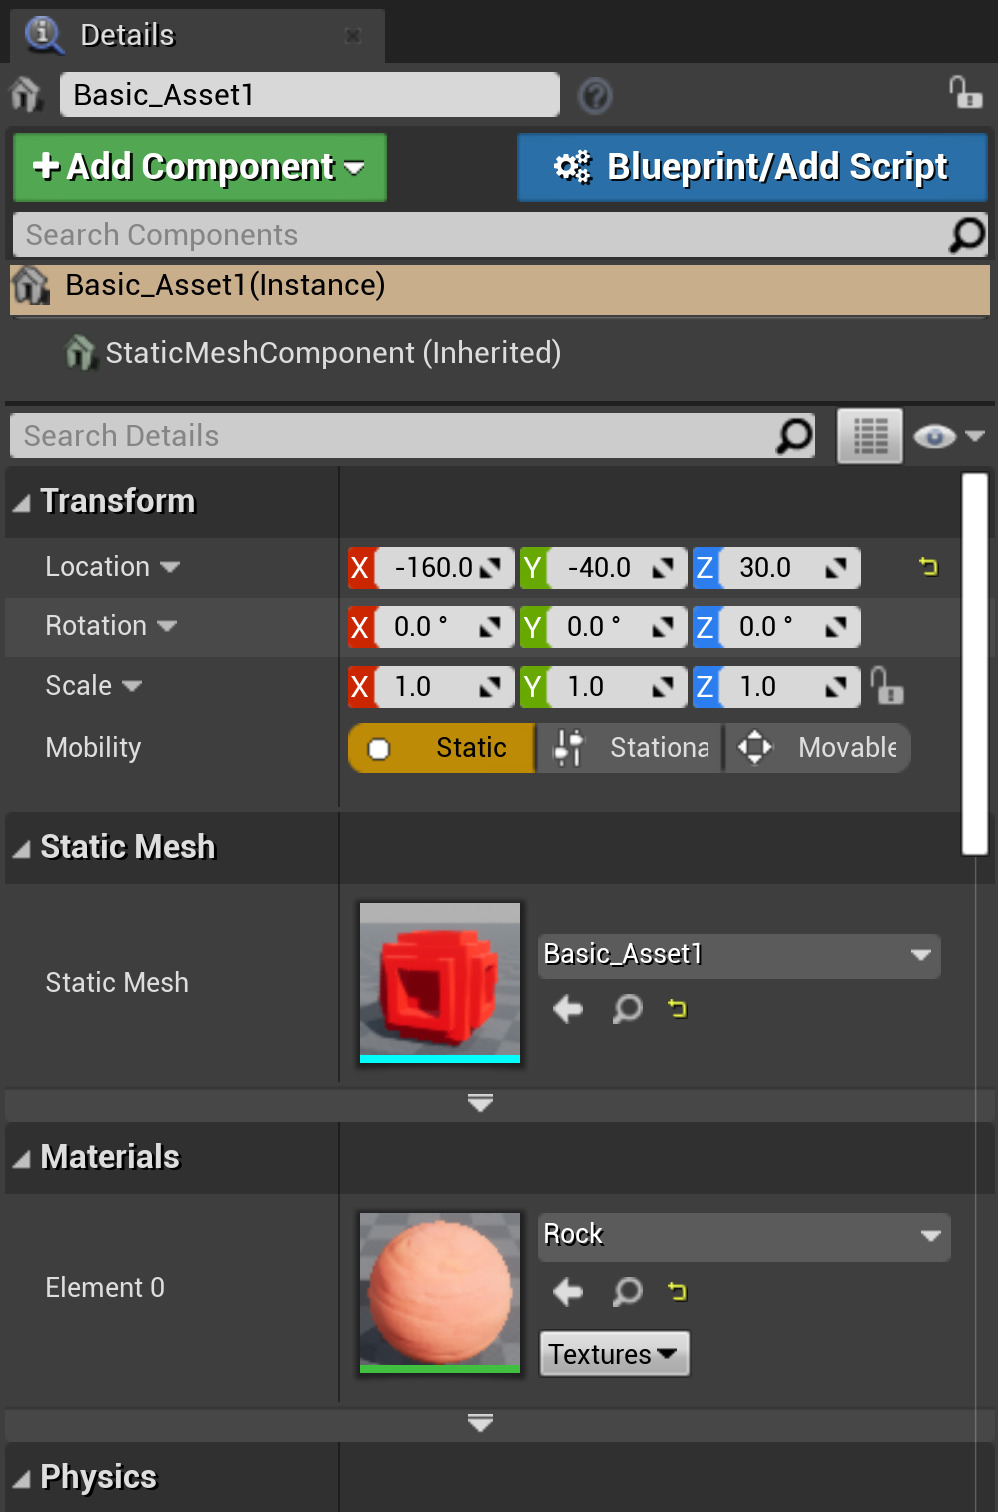 Details
Basic_Asset1
Add Component Blueprint/Add Script
Search Components
Basic_Asset1(Instance)
StaticMeshComponent (Inherited)
Search Details
Transform
Location X -160.0 Y -40.0 Z 30.0
Rotation X 0.0 ° Y 0.0 ° Z 0.0 °
Scale X 1.0 Y 1.0 Z 1.0
Mobility Static Stationa Movable
Static Mesh
Static Mesh Basic_Asset1
Materials
Element 0 Rock
Textures
Physics